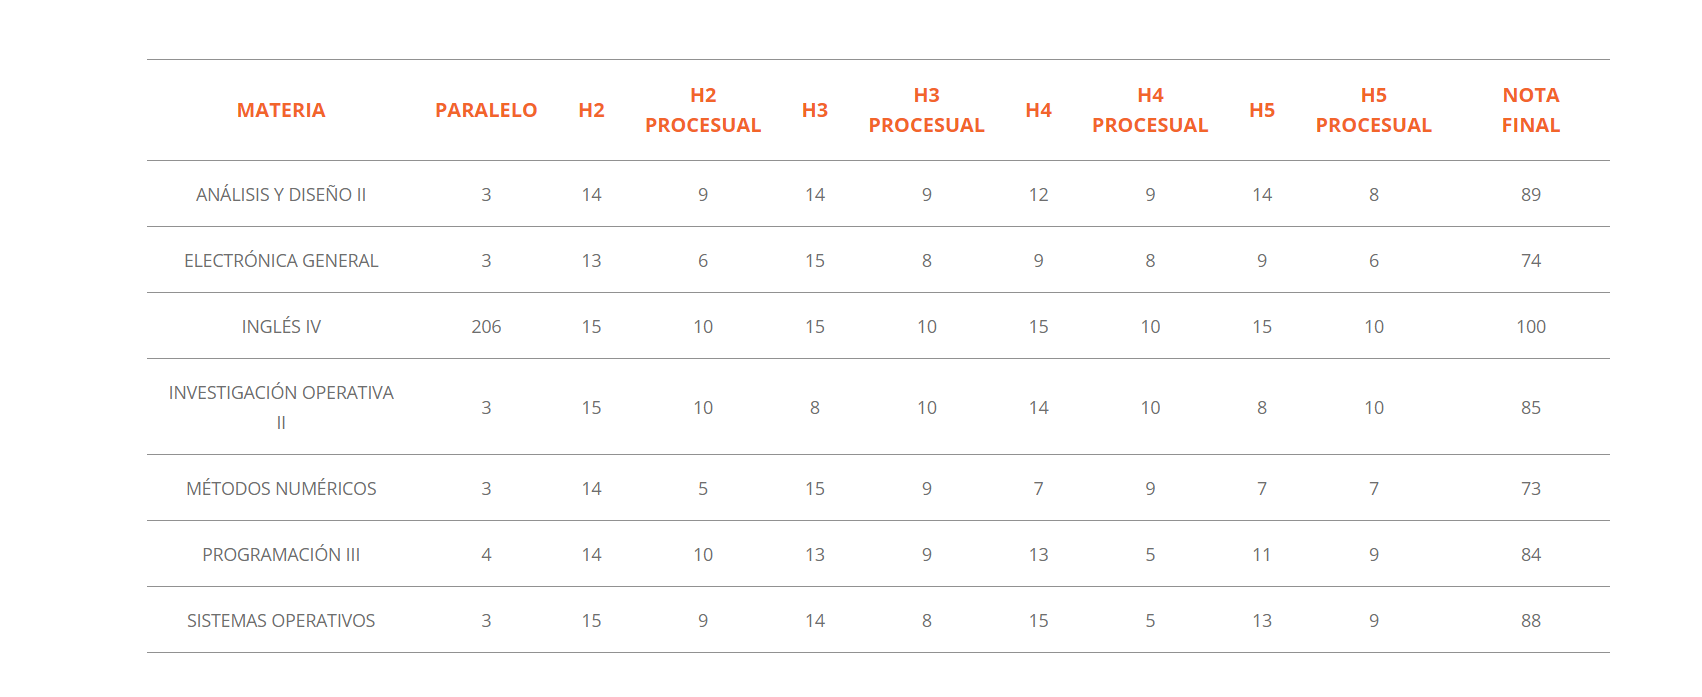 MATERIA PARALELO H2 H2 PROCESUAL H3 H3 PROCESUAL H4 H4 PROCESUAL H5 H5 PROCESUAL NOTA FINAL
ANÁLISIS Y DISEÑO II 3 14 9 14 9 12 9 14 8 89
ELECTRÓNICA GENERAL 3 13 6 15 8 9 8 9 6 74
INGLÉS IV 206 15 10 15 10 15 10 15 10 100
INVESTIGACIÓN OPERATIVA II 3 15 10 8 10 14 10 8 10 85
MÉTODOS NUMÉRICOS 3 14 5 15 9 7 9 7 7 73
PROGRAMACIÓN III 4 14 10 13 9 13 5 11 9 84
SISTEMAS OPERATIVOS 3 15 9 14 8 15 5 13 9 88